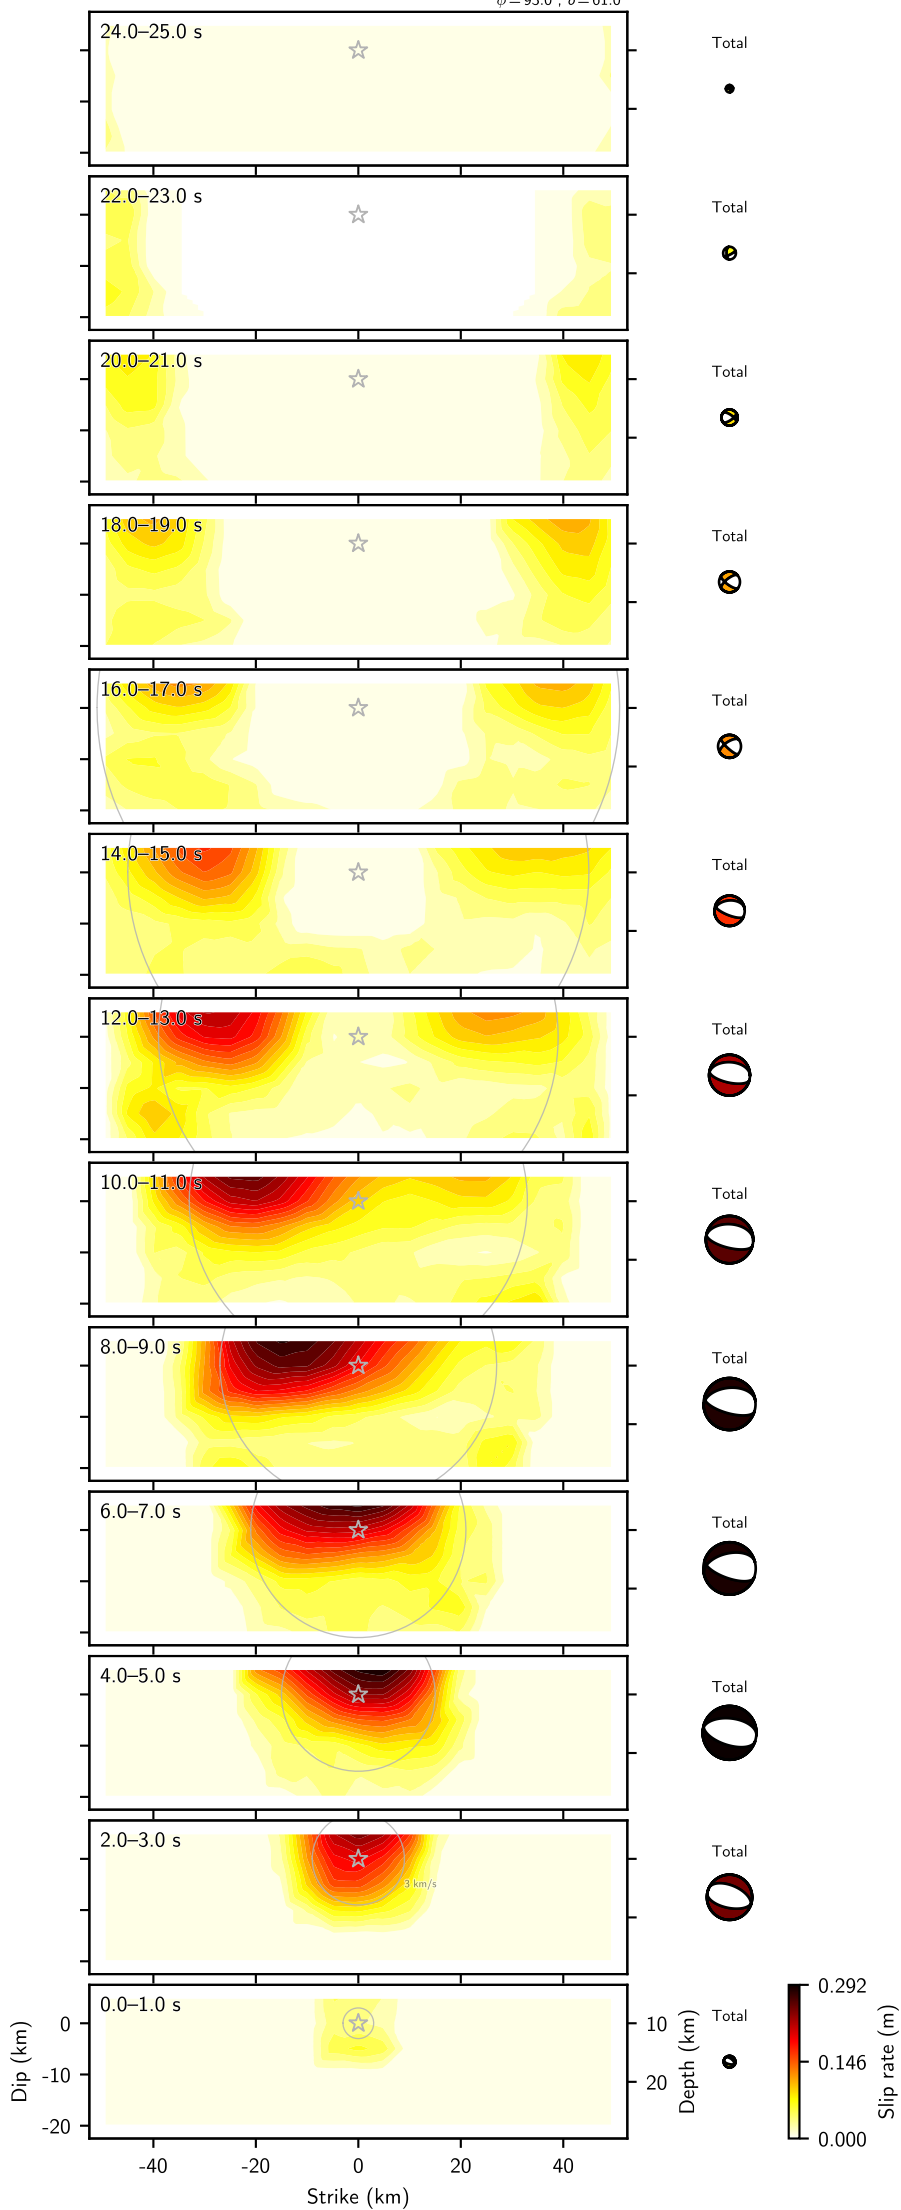 24.0–25.0 s
Total
22.0–23.0 s
Total
20.0–21.0 s
Total
18.0–19.0 s
Total
16.0–17.0 s
Total
14.0–15.0 s
Total
12.0–13.0 s
Total
10.0–11.0 s
Total
8.0–9.0 s
Total
6.0–7.0 s
Total
4.0–5.0 s
Total
2.0–3.0 s
3 km/s
Total
0.0–1.0 s
0
-10
-20
Dip (km)
10
20
Depth (km)
Total
0.292
0.146
0.000
Slip rate (m)
-40 -20 0 20 40
Strike (km)